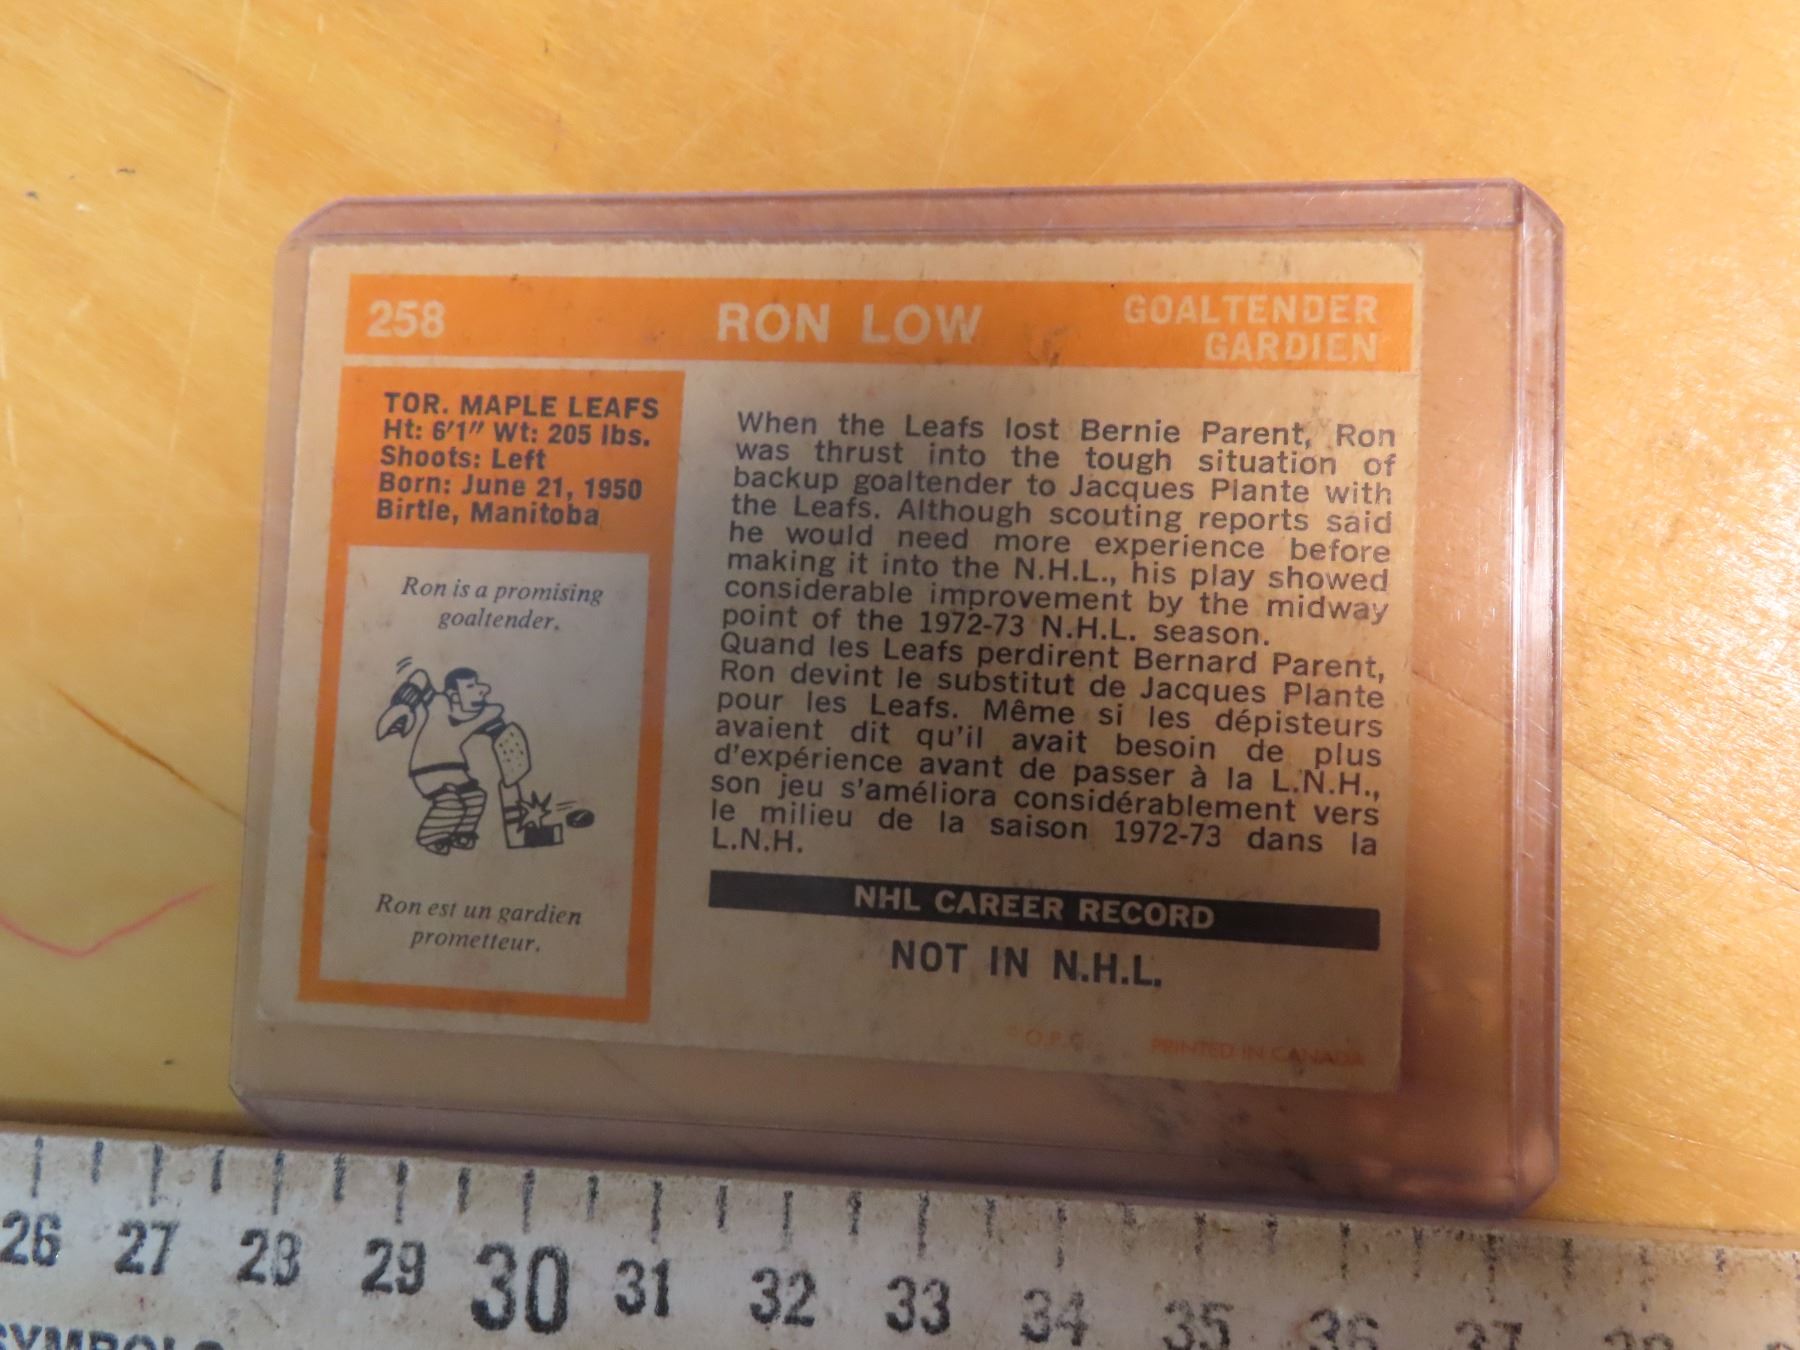 258
RON LOW
GOALTENDER
GARDIEN
TOR. MAPLE LEAFS
Ht: 6'1" Wt: 205 lbs.
Shoots: Left
Born: June 21, 1950
Birtle, Manitoba
Ron is a promising
goaltender.
Ron est un gardien
prometteur.
When the Leafs lost Bernie Parent, Ron
was thrust into the tough situation of
backup goaltender to Jacques Plante with
the Leafs. Although scouting reports said
he would need more experience before
making it into the N.H.L., his play showed
considerable improvement by the midway
point of the 1972-73 N.H.L. season.
Quand les Leafs perdirent Bernard Parent,
Ron devint le substitut de Jacques Plante
pour les Leafs. Même si les dépisteurs
avaient dit qu'il avait besoin de plus
d'expérience avant de passer à la L.N.H.,
son jeu s'améliora considérablement vers
le milieu de la saison 1972-73 dans la
L.N.H.
NHL CAREER RECORD
NOT IN N.H.L.
© O.P.C. PRINTED IN CANADA
26 27 28 29 30 31 32 33 34 35 36 37 38
SYMBOLS